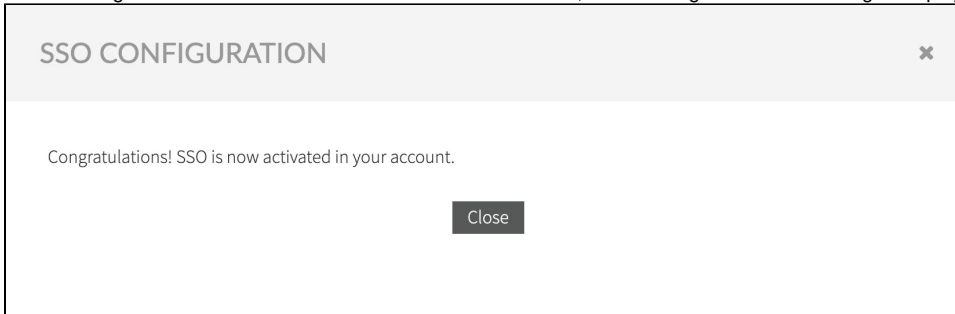 SSO CONFIGURATION ×
Congratulations! SSO is now activated in your account.
Close